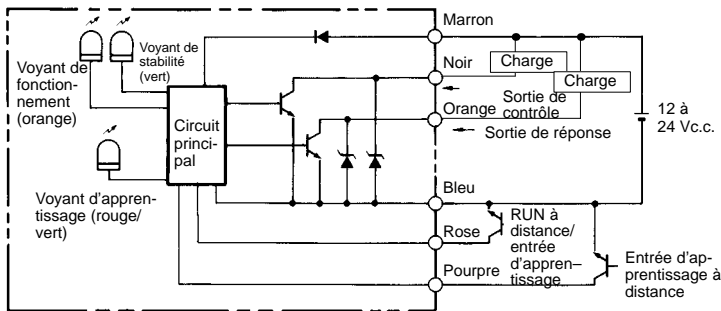 Voyant de
fonction-
nement
(orange)
Voyant de
stabilité
(vert)
Circuit
princi-
pal
Voyant d'appren-
tissage (rouge/
vert)
Marron
Noir
Charge
Charge
Sortie de
contrôle
Orange
Sortie de réponse
12 à
24 Vc.c.
Bleu
Rose
RUN à
distance/
entrée
d'appren–
tissage
Pourpre
Entrée d'ap-
prentissage à
distance